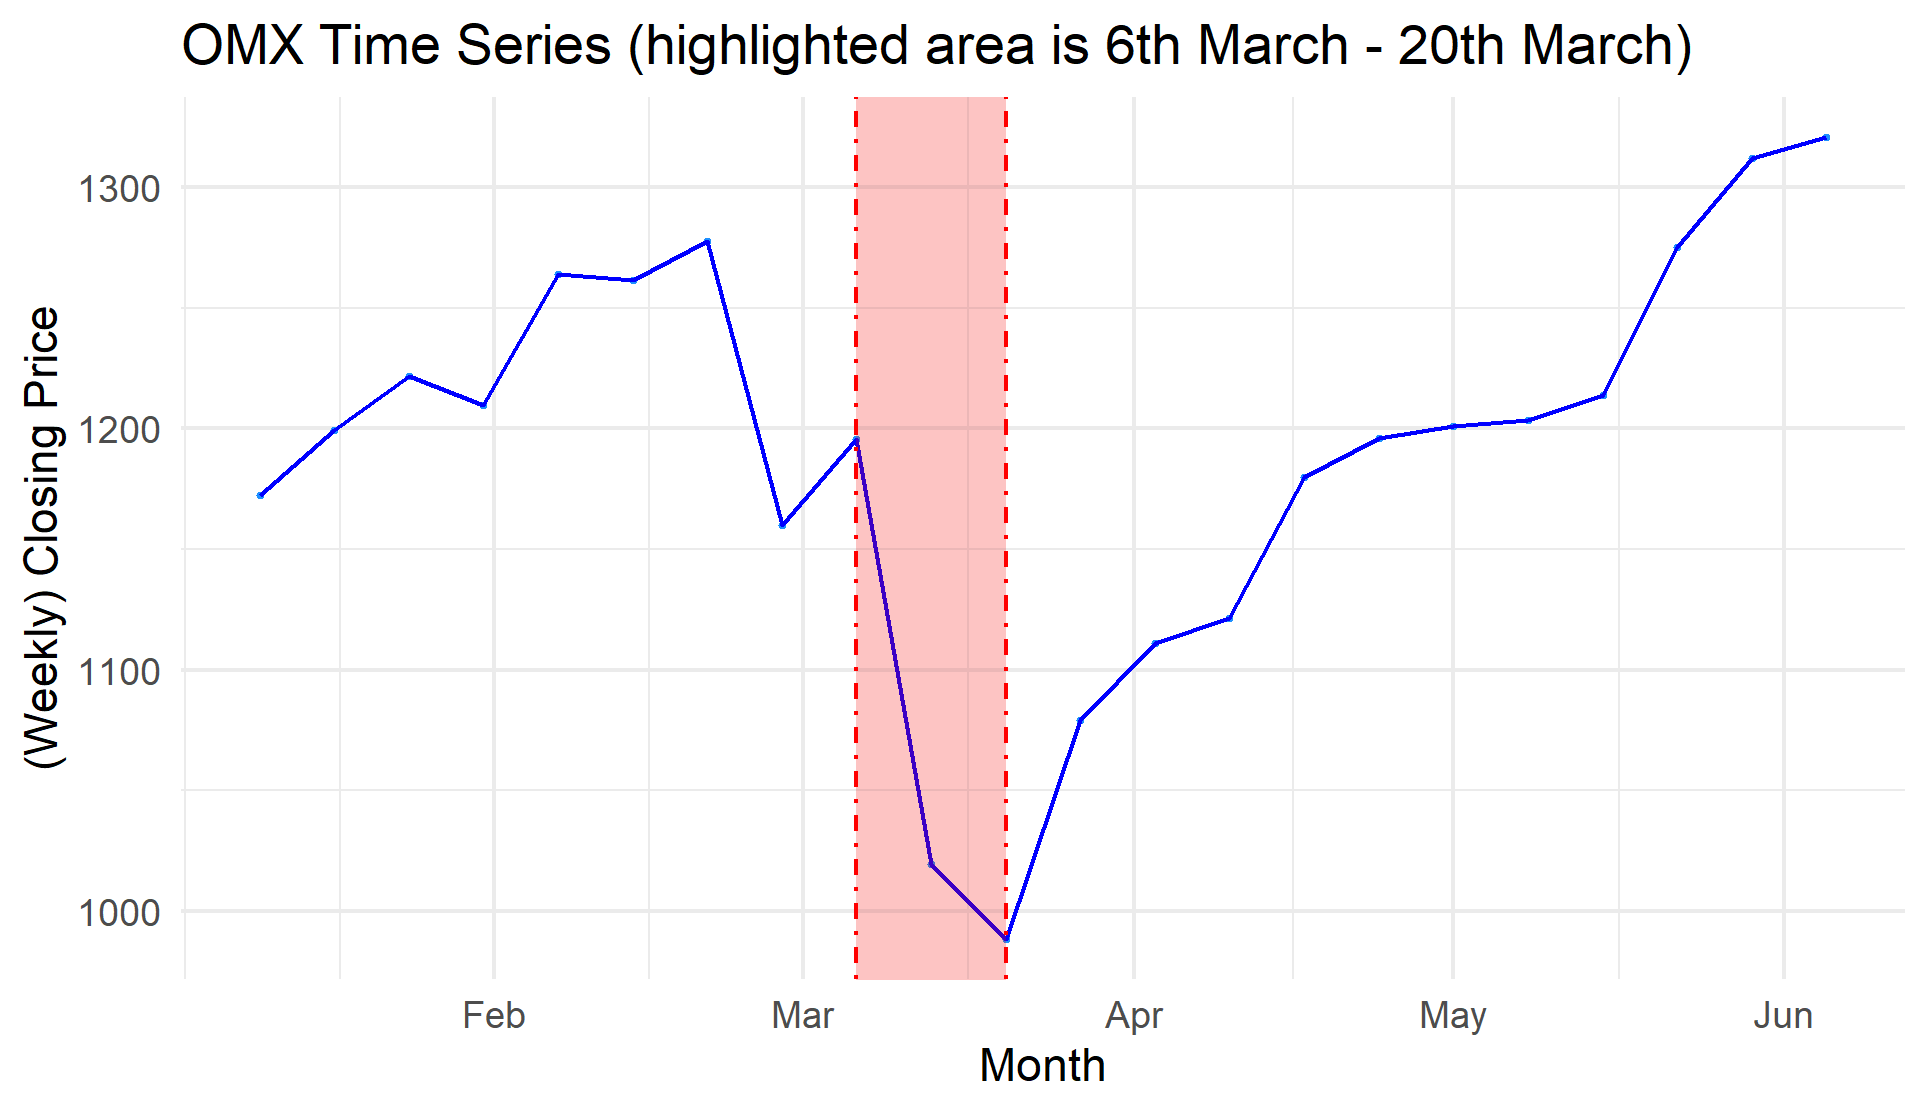 OMX Time Series (highlighted area is 6th March - 20th March)
(Weekly) Closing Price
1300
1200
1100
1000
Feb Mar Apr May Jun
Month